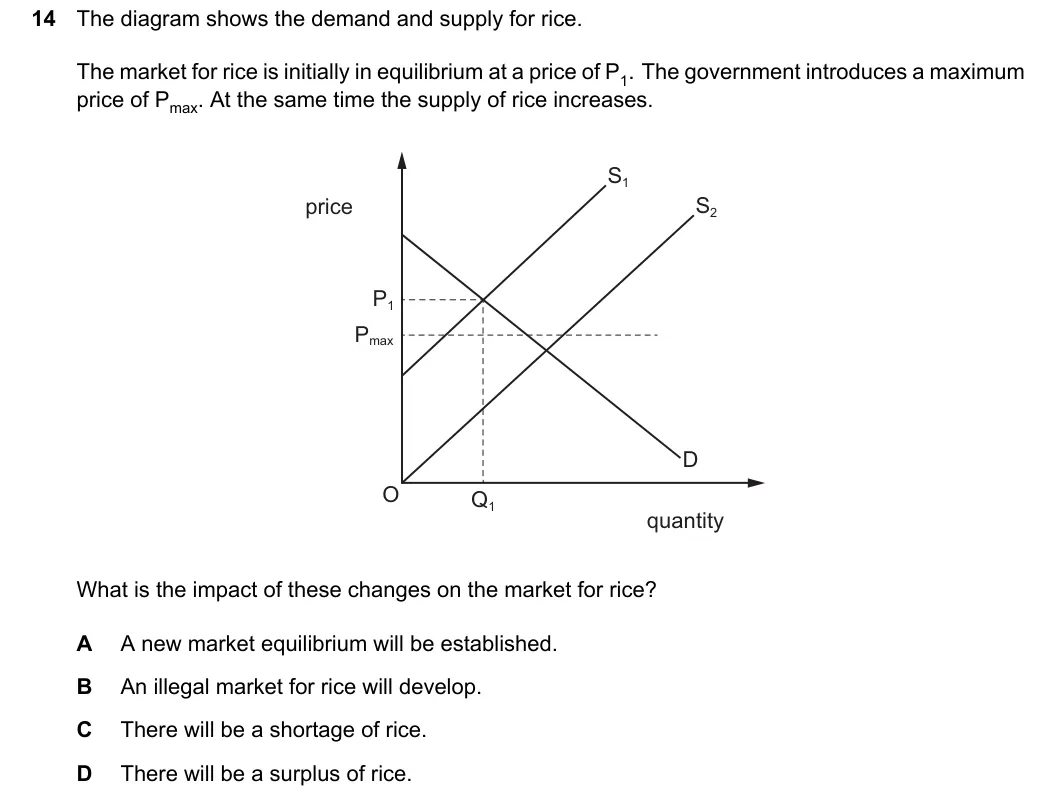 14 The diagram shows the demand and supply for rice.
The market for rice is initially in equilibrium at a price of P1. The government introduces a maximum
price of Pmax. At the same time the supply of rice increases.
S1
price
S2
P1
Pmax
D
O
Q1
quantity
What is the impact of these changes on the market for rice?
A A new market equilibrium will be established.
B An illegal market for rice will develop.
C There will be a shortage of rice.
D There will be a surplus of rice.